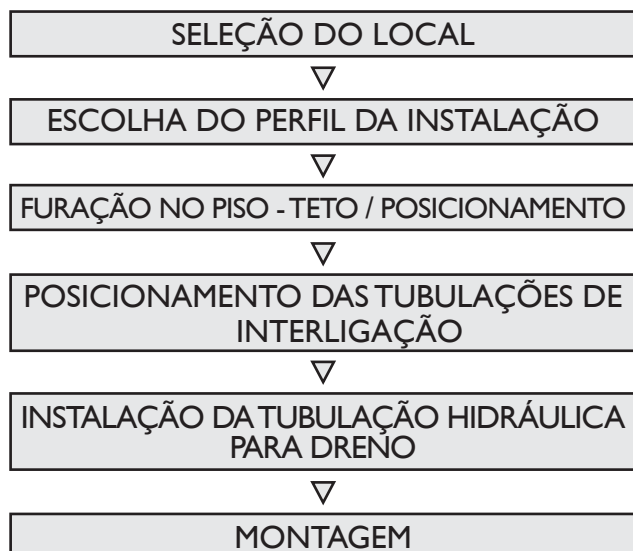 SELEÇÃO DO LOCAL
ESCOLHA DO PERFIL DA INSTALAÇÃO
FURAÇÃO NO PISO - TETO / POSICIONAMENTO
POSICIONAMENTO DAS TUBULAÇÕES DE
INTERLIGAÇÃO
INSTALAÇÃO DA TUBULAÇÃO HIDRÁULICA
PARA DRENO
MONTAGEM